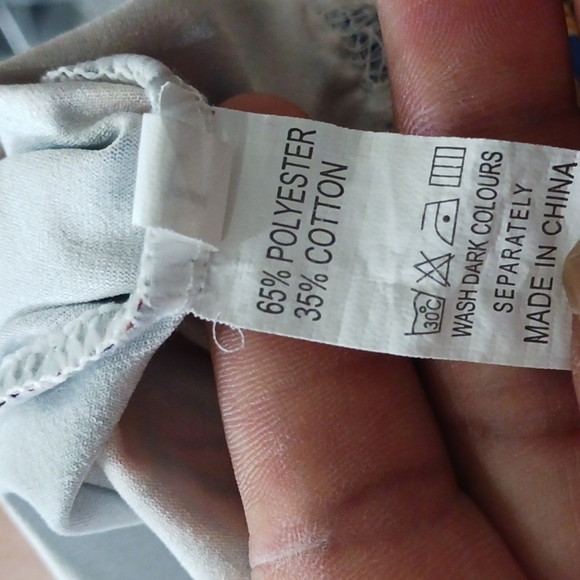 65% POLYESTER
35% COTTON
30°C
WASH DARK COLOURS
SEPARATELY
MADE IN CHINA